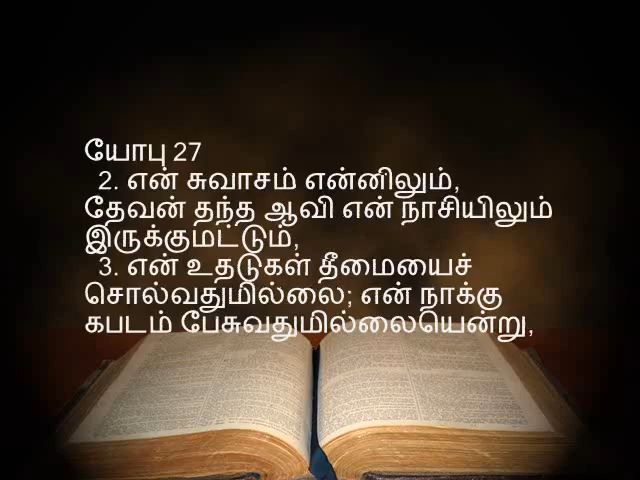 யோபு 27
2. என் சுவாசம் என்னிலும்,
தேவன் தந்த ஆவி என் நாசியிலும்
இருக்குமட்டும்,
3. என் உதடுகள் தீமையைச்
சொல்வதுமில்லை; என் நாக்கு
கபடம் பேசுவதுமில்லையென்று,